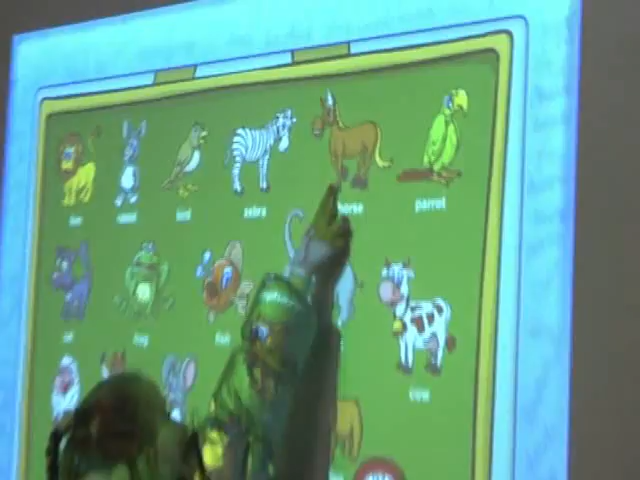 lion rabbit bird zebra horse parrot
cat frog fish cow